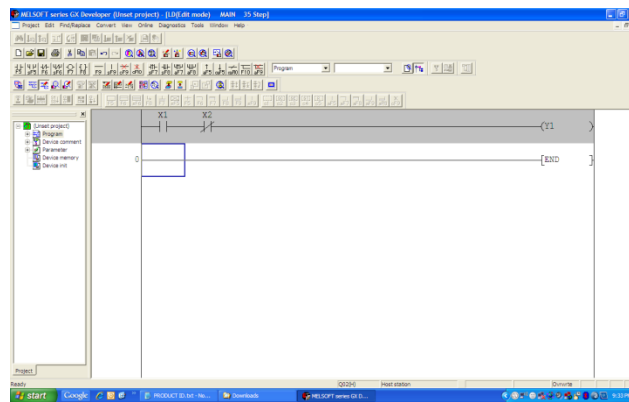 MELSOFT series GX Developer (Unset project) - [LD(Edit mode) MAIN 35 Step]
Project Edit Find/Replace Convert View Online Diagnostics Tools Window Help
Program
(Unset project)
Program
Device comment
Parameter
Device memory
Device init
X1 X2
(Y1 )
0
[END ]
Project
Ready
Q02(H)
Host station
Ovrwrte
start
Google
PRODUCT ID.txt - No...
Downloads
MELSOFT series GX D...